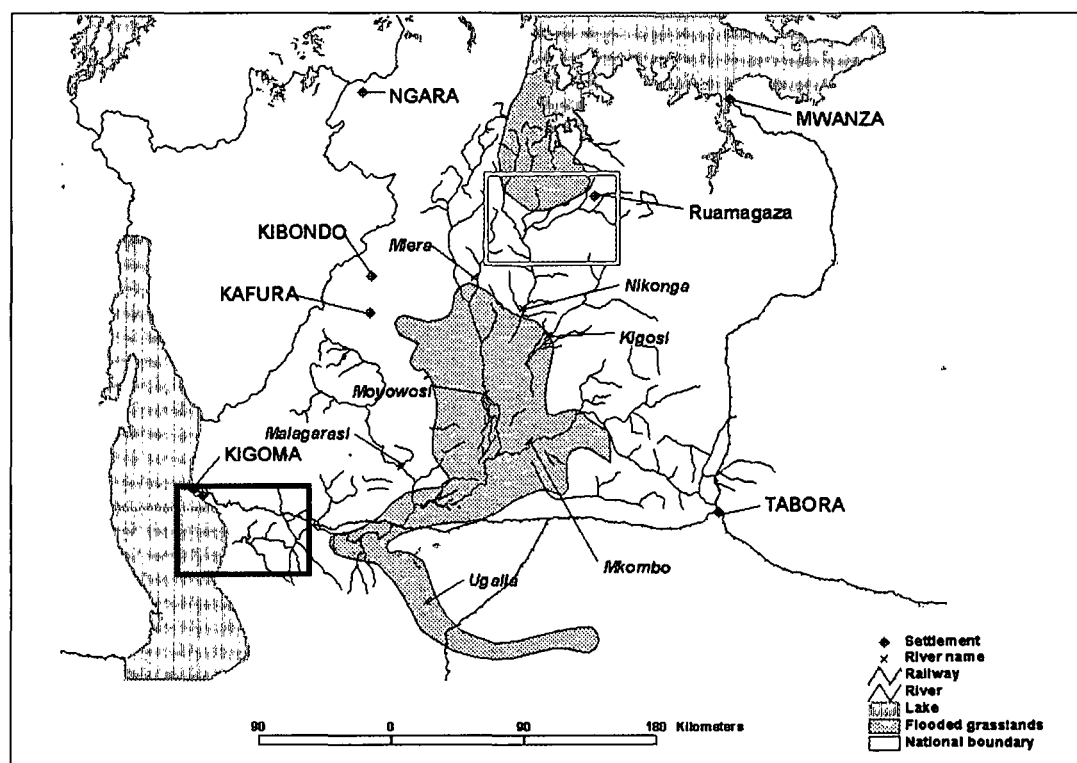 NGARA
MWANZA
Ruamagaza
KIBONDO
Mlera
KAFURA
Nikonga
Kigosi
Moyowosi
Malagarasi
KIGOMA
TABORA
Mkombo
Ugalla
Settlement
River name
Railway
River
Lake
Flooded grasslands
National boundary
90 0 90 180 Kilometers